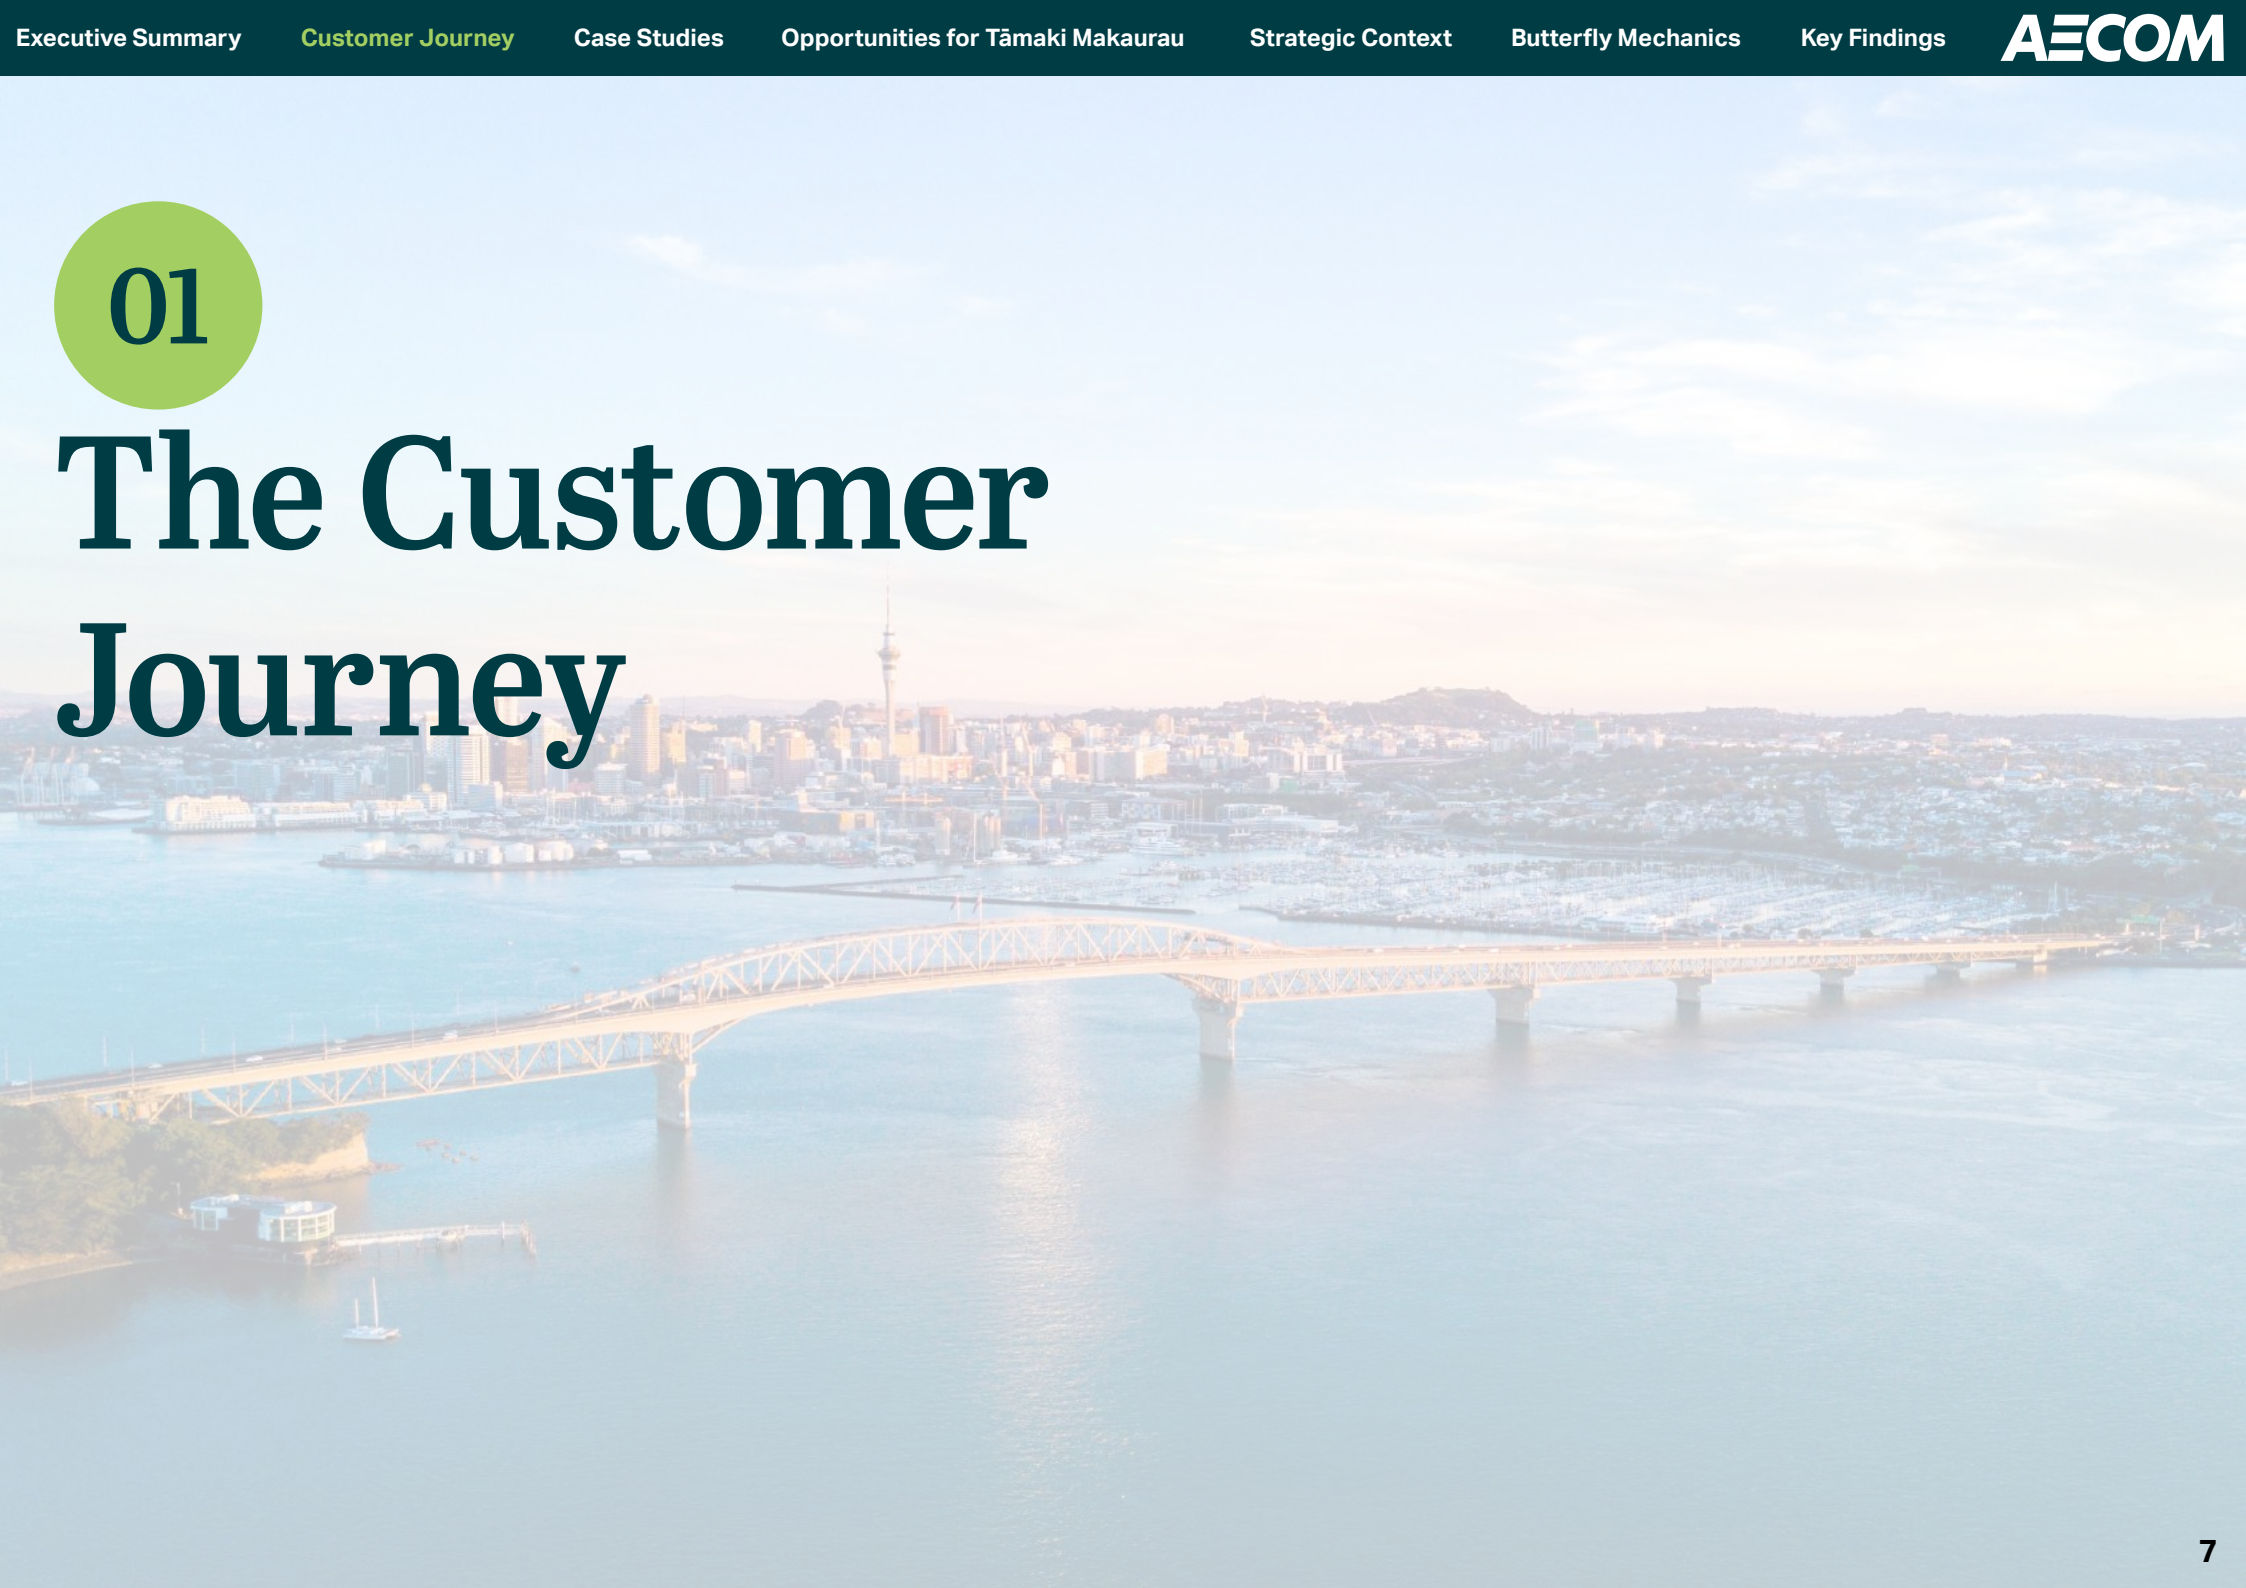 Executive Summary
Customer Journey
Case Studies
Opportunities for Tāmaki Makaurau
Strategic Context
Butterfly Mechanics
Key Findings
AECOM
01
The Customer
Journey
7